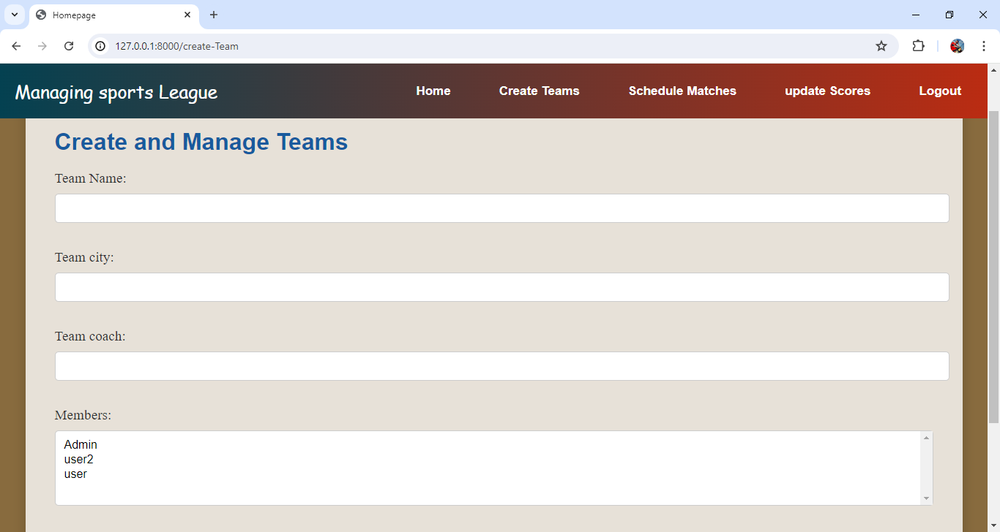 Homepage
127.0.0.1:8000/create-Team
Managing sports League
Home
Create Teams
Schedule Matches
update Scores
Logout
Create and Manage Teams
Team Name:
Team city:
Team coach:
Members:
Admin
user2
user